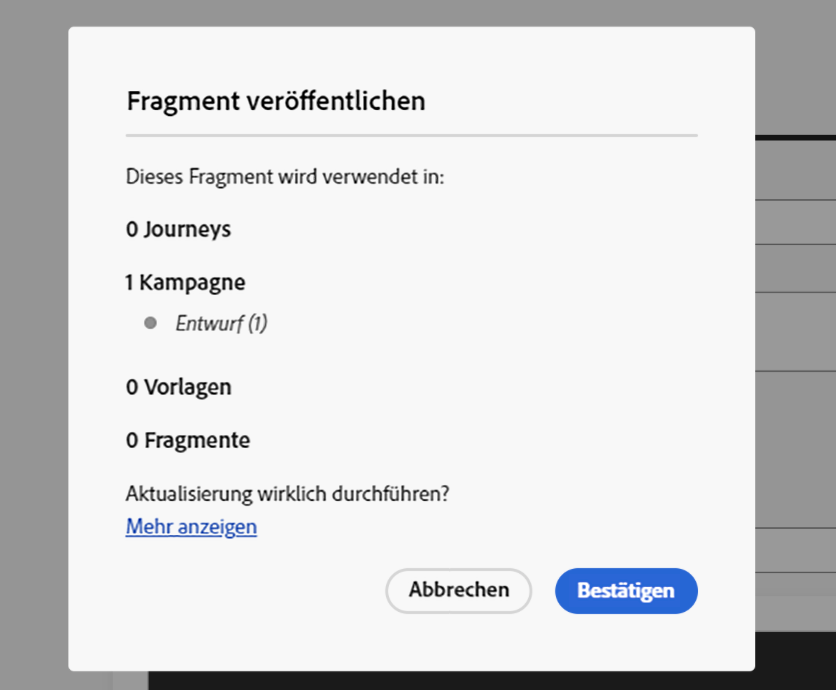 Fragment veröffentlichen
Dieses Fragment wird verwendet in:
0 Journeys
1 Kampagne
Entwurf (1)
0 Vorlagen
0 Fragmente
Aktualisierung wirklich durchführen?
Mehr anzeigen
Abbrechen Bestätigen